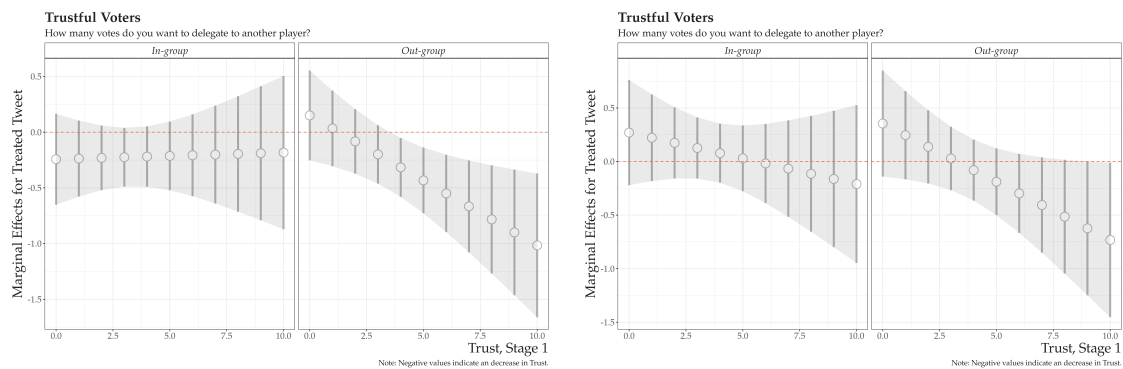 Trustful Voters
How many votes do you want to delegate to another player?
In-group
Out-group
Marginal Effects for Treated Tweet
0.5
0.0
-0.5
-1.0
-1.5
0.0 2.5 5.0 7.5 10.0
0.0 2.5 5.0 7.5 10.0
Trust, Stage 1
Note: Negative values indicate an decrease in Trust.
Trustful Voters
How many votes do you want to delegate to another player?
In-group
Out-group
Marginal Effects for Treated Tweet
0.5
0.0
-0.5
-1.0
-1.5
0.0 2.5 5.0 7.5 10.0
0.0 2.5 5.0 7.5 10.0
Trust, Stage 1
Note: Negative values indicate an decrease in Trust.